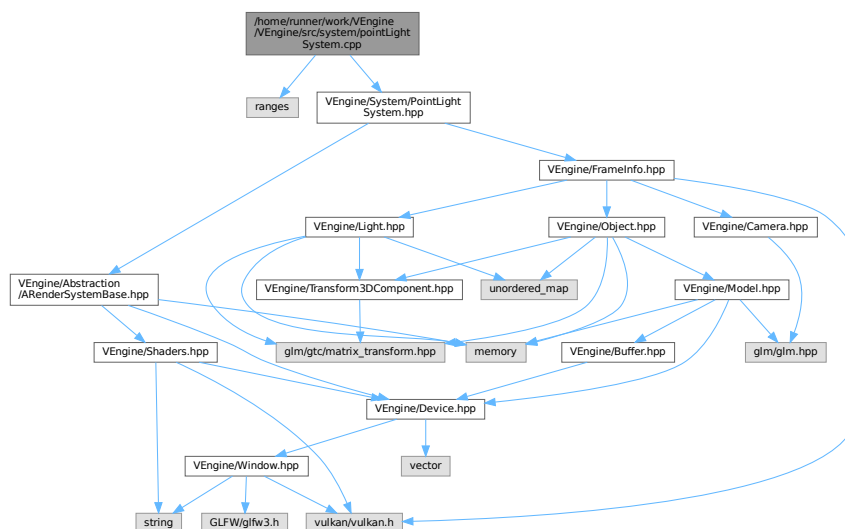 /home/runner/work/VEngine
/VEngine/src/system/pointLight
System.cpp
ranges
VEngine/System/PointLight
System.hpp
VEngine/FrameInfo.hpp
VEngine/Light.hpp
VEngine/Object.hpp
VEngine/Camera.hpp
VEngine/Abstraction
/ARenderSystemBase.hpp
VEngine/Transform3DComponent.hpp
unordered_map
VEngine/Model.hpp
VEngine/Shaders.hpp
glm/gtc/matrix_transform.hpp
memory
VEngine/Buffer.hpp
glm/glm.hpp
VEngine/Device.hpp
VEngine/Window.hpp
vector
string
GLFW/glfw3.h
vulkan/vulkan.h